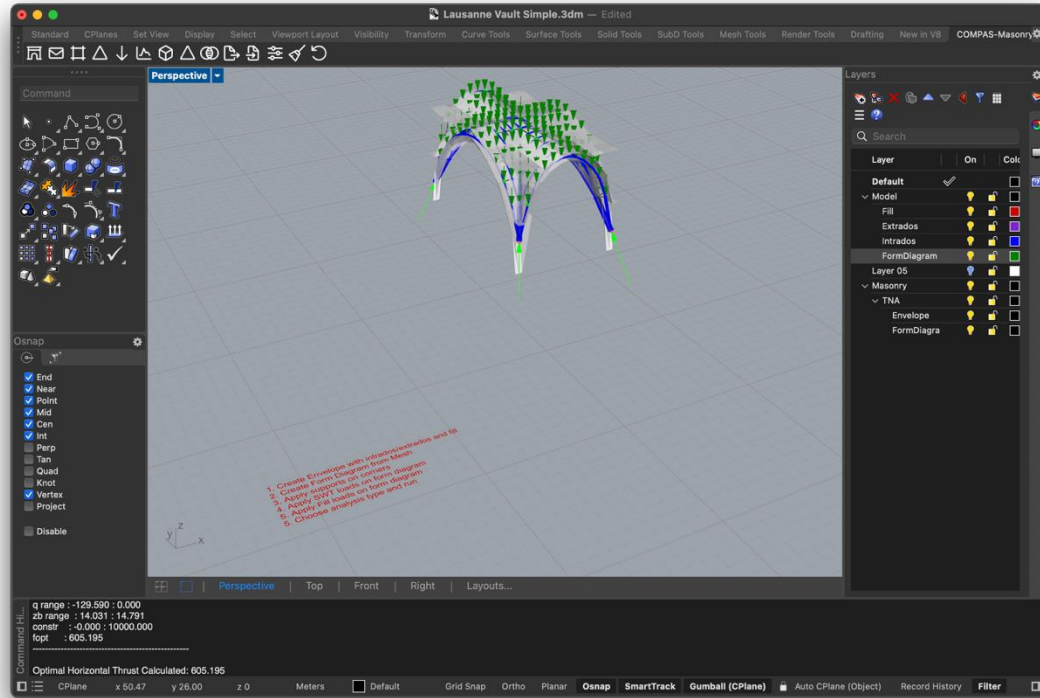 Lausanne Vault Simple.3dm — Edited
Standard CPlanes Set View Display Select Viewport Layout Visibility Transform Curve Tools Surface Tools Solid Tools SubD Tools Mesh Tools Render Tools Drafting New in V8 COMPAS-Masonry
Perspective
Command
Osnap
End
Near
Point
Mid
Cen
Int
Perp
Tan
Quad
Knot
Vertex
Project
Disable
1. Create Envelope with intrados/extrados and fill
2. Create Form Diagram from Mesh
3. Apply supports on corners
4. Apply SWT loads on form diagram
5. Apply Fill loads on form diagram
5. Choose analysis type and run
z
y
x
Perspective Top Front Right Layouts...
Layers
Search
Layer On Colo
Default
Model
Fill
Extrados
Intrados
FormDiagram
Layer 05
Masonry
TNA
Envelope
FormDiagra
Command Hi...
q range : -129.590 : 0.000
zb range : 14.031 : 14.791
constr : -0.000 : 10000.000
fopt : 605.195
-----------------------------------------------
Optimal Horizontal Thrust Calculated: 605.195
CPlane x 50.47 y 26.00 z 0 Meters Default Grid Snap Ortho Planar Osnap SmartTrack Gumball (CPlane) Auto CPlane (Object) Record History Filter